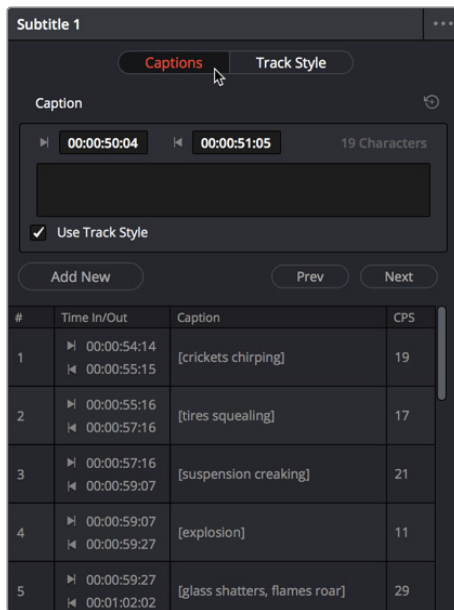 Subtitle 1
Captions Track Style
Caption
00:00:50:04 00:00:51:05 19 Characters
Use Track Style
Add New Prev Next
# Time In/Out Caption CPS
1 00:00:54:14 [crickets chirping] 19
00:00:55:15
2 00:00:55:16 [tires squealing] 17
00:00:57:16
3 00:00:57:16 [suspension creaking] 21
00:00:59:07
4 00:00:59:07 [explosion] 11
00:00:59:27
5 00:00:59:27 [glass shatters, flames roar] 29
00:01:02:02